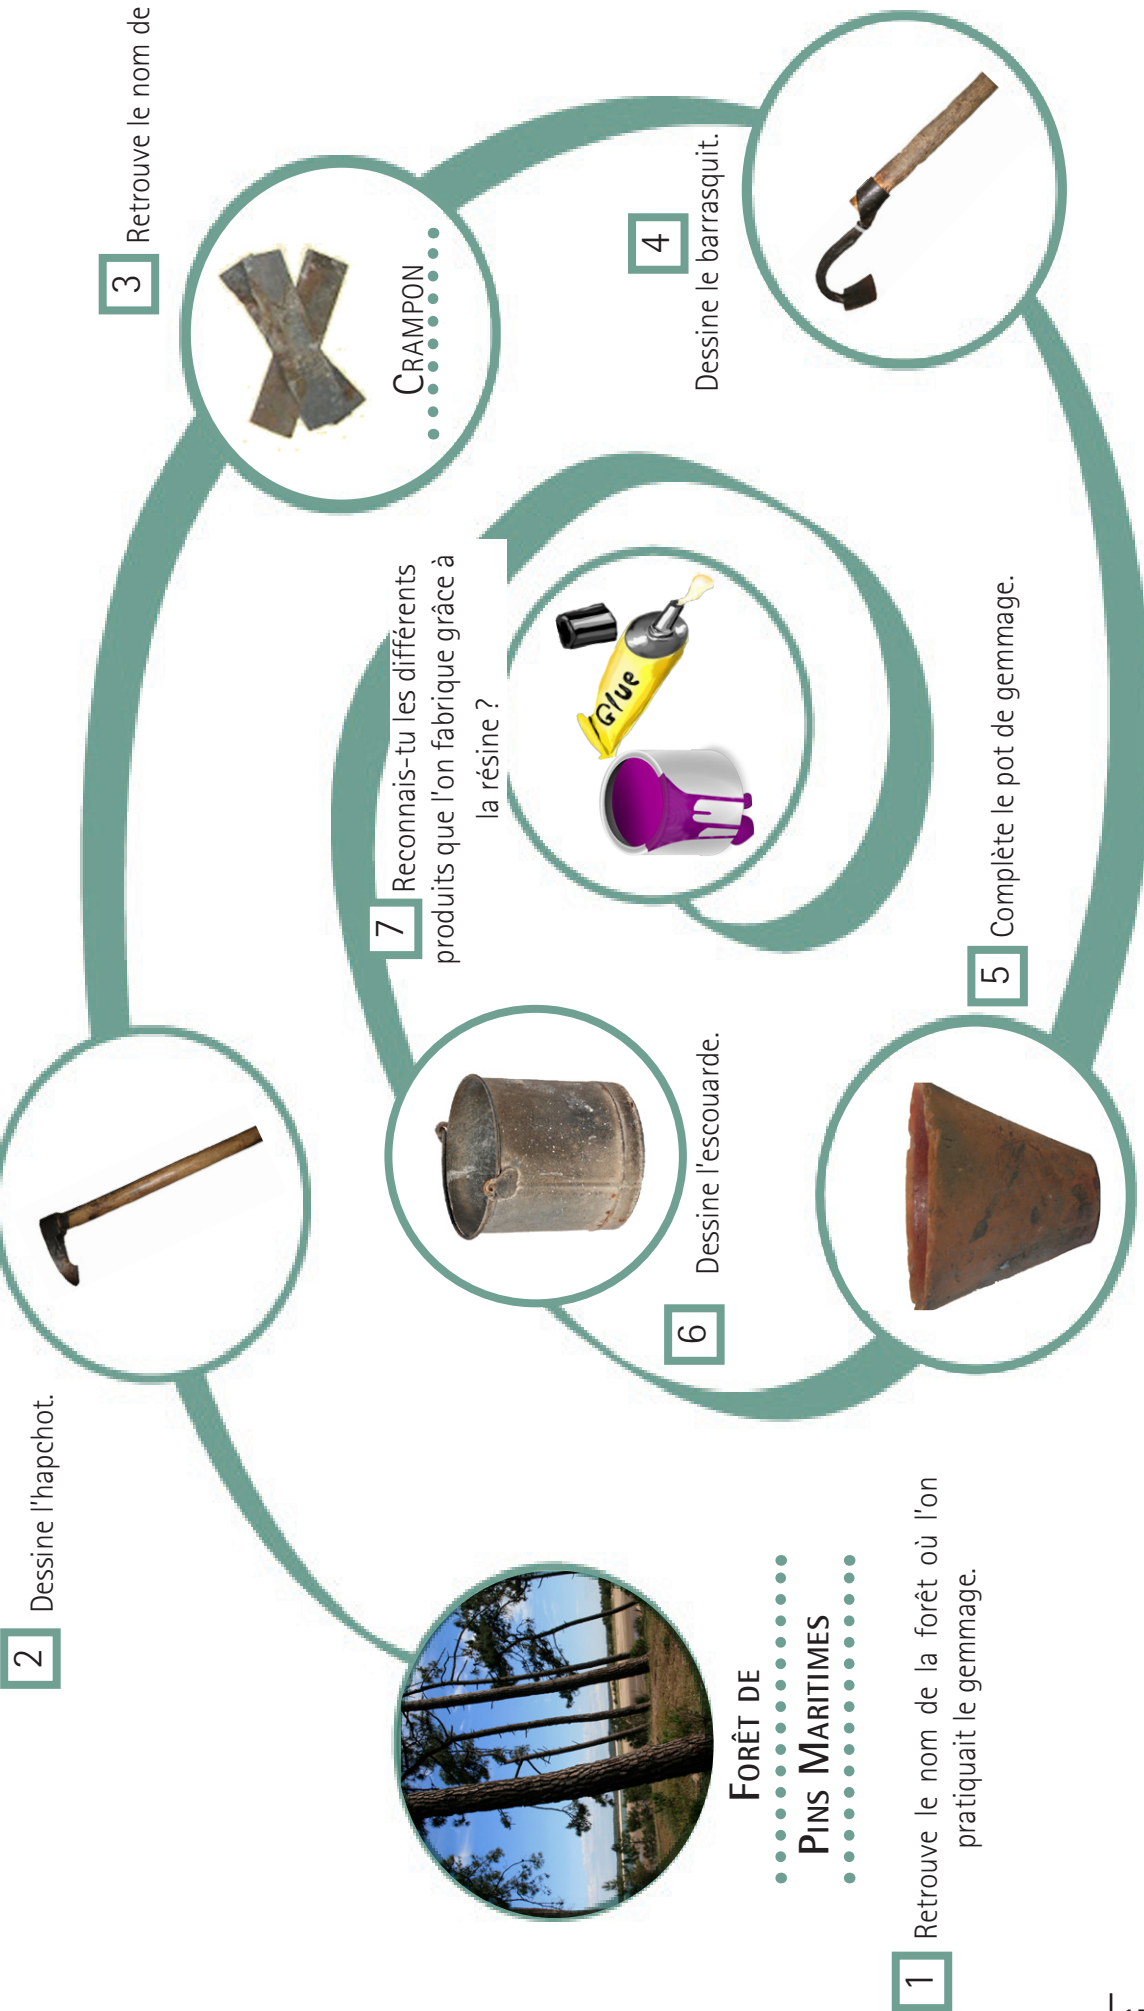 1
Retrouve le nom de la forêt où l'on
pratiquait le gemmage.
FORÊT DE
PINS MARITIMES
2
Dessine l'hapchot.
3
Retrouve le nom de
CRAMPON
4
Dessine le barrasquit.
5
Complète le pot de gemmage.
6
Dessine l'escouarde.
7
Reconnais-tu les différents
produits que l'on fabrique grâce à
la résine ?
Glue